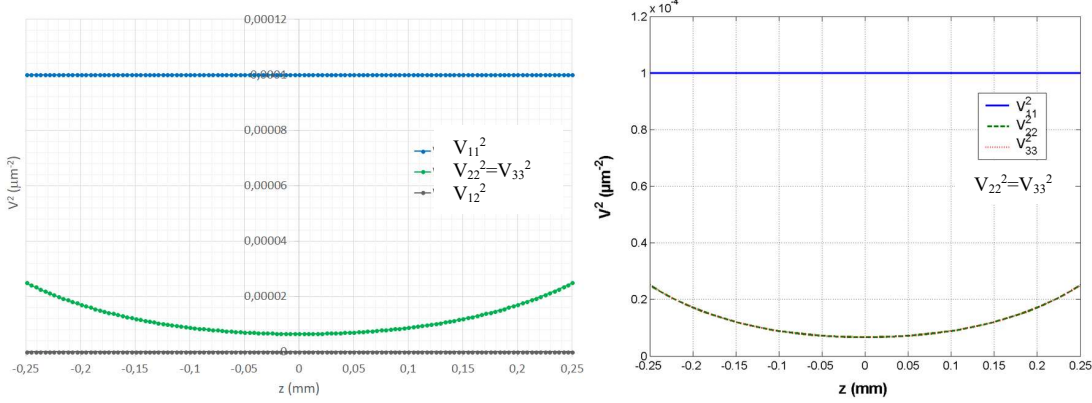 0,00012
0,0001
0,00008
0,00006
0,00004
0,00002
0
V² (µm⁻²)
V₁₁²
V₂₂²=V₃₃²
V₁₂²
-0,25 -0,2 -0,15 -0,1 -0,05 0 0,05 0,1 0,15 0,2 0,25
z (mm)
1.2 x 10⁻⁴
1
0.8
0.6
0.4
0.2
0
V² (µm⁻²)
V²₁₁
V²₂₂
V²₃₃
V₂₂²=V₃₃²
-0.25 -0.2 -0.15 -0.1 -0.05 0 0.05 0.1 0.15 0.2 0.25
z (mm)